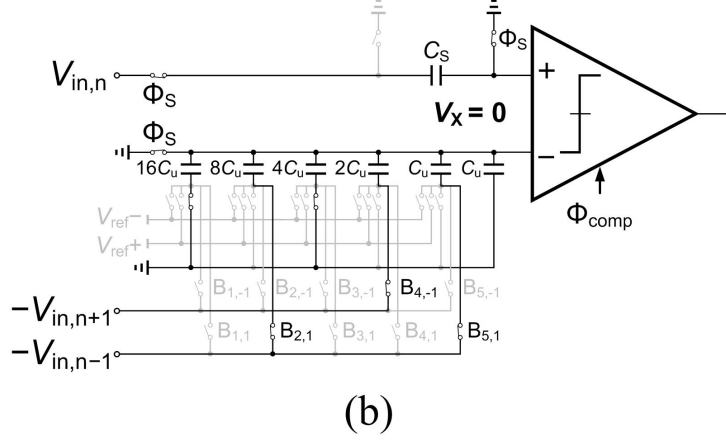 C_S
Φ_S
V_in,n
Φ_S
+
V_X = 0
Φ_S
−
16C_u 8C_u 4C_u 2C_u C_u C_u
V_ref−
V_ref+
Φ_comp
B_1,-1 B_2,-1 B_3,-1 B_4,-1 B_5,-1
−V_in,n+1
B_1,1 B_2,1 B_3,1 B_4,1 B_5,1
−V_in,n−1
(b)